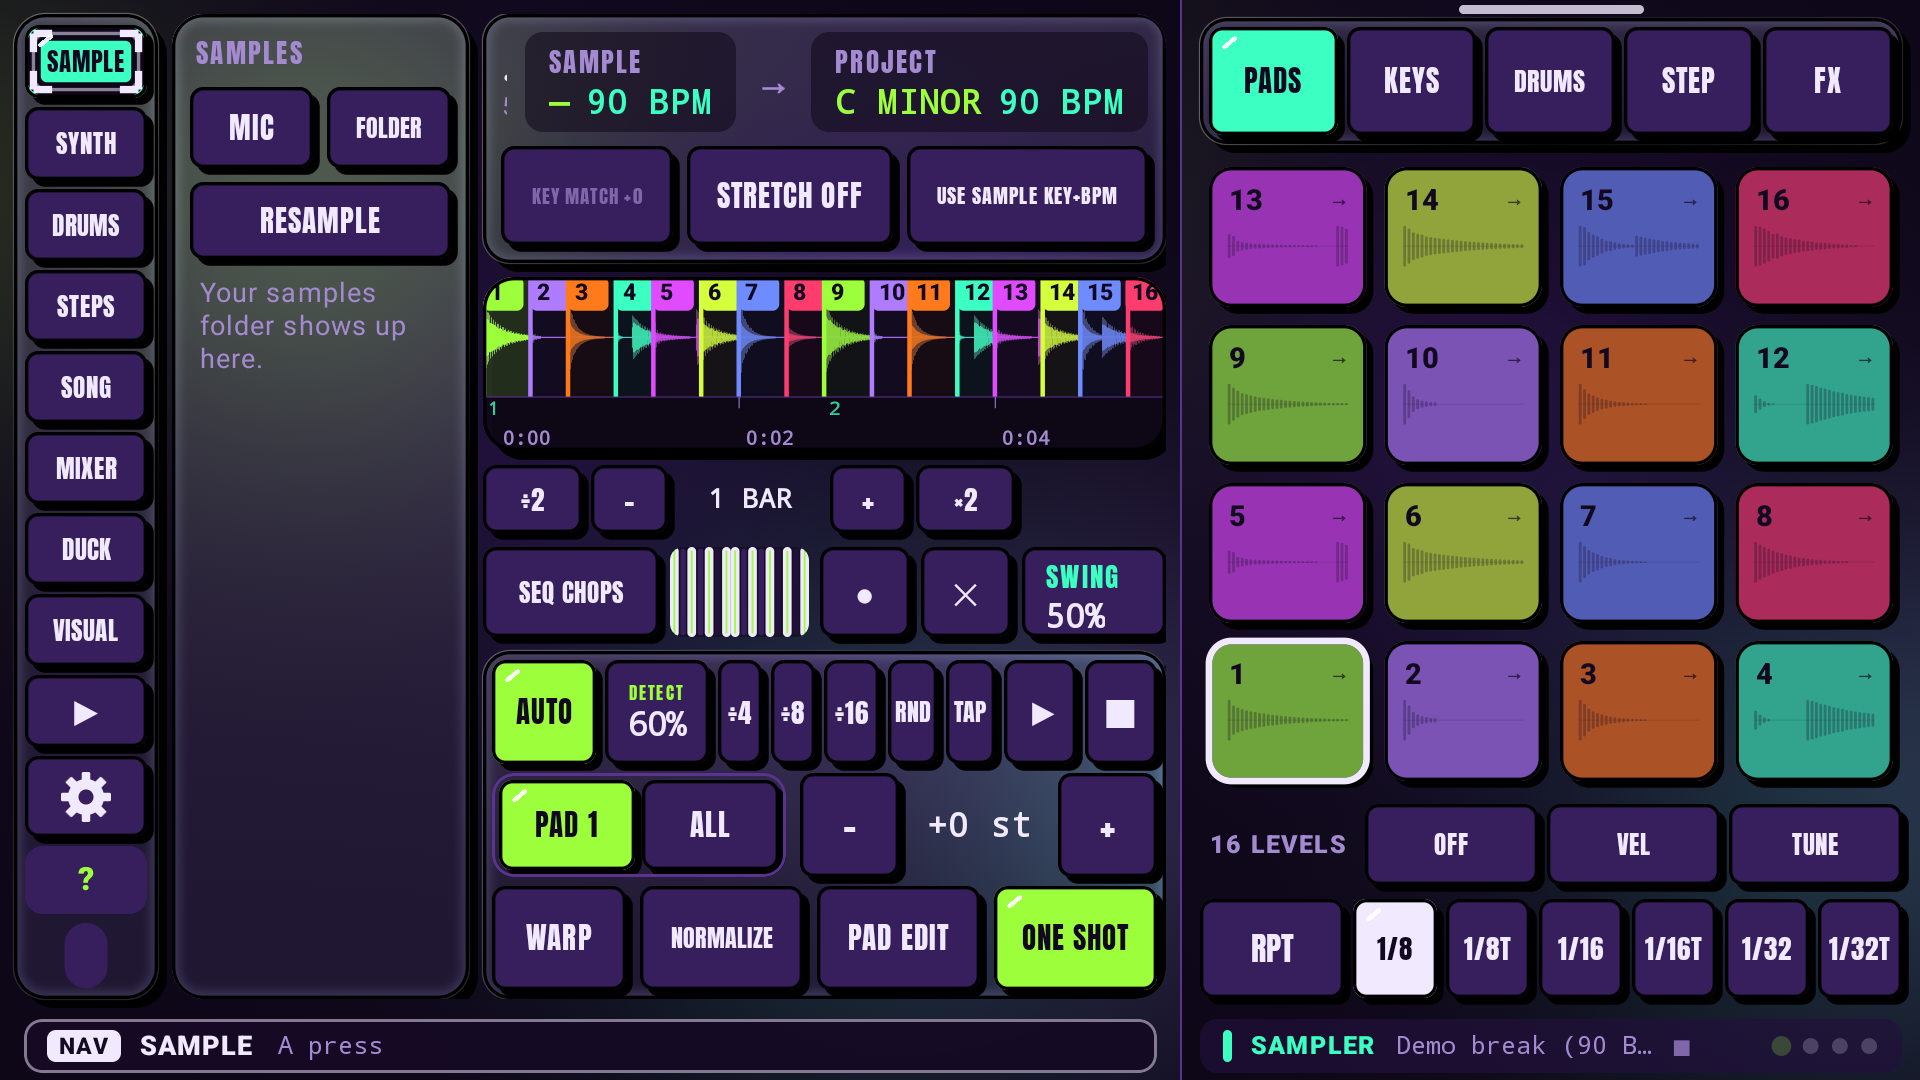 SAMPLE
SYNTH
DRUMS
STEPS
SONG
MIXER
DUCK
VISUAL
?
SAMPLES
MIC
FOLDER
RESAMPLE
Your samples
folder shows up
here.
SAMPLE
– 90 BPM
→
PROJECT
C MINOR 90 BPM
KEY MATCH +0
STRETCH OFF
USE SAMPLE KEY+BPM
1 2 3 4 5 6 7 8 9 10 11 12 13 14 15 16
1 2
0:00 0:02 0:04
÷2 - 1 BAR + ×2
SEQ CHOPS
SWING
50%
AUTO
DETECT
60%
÷4 ÷8 ÷16 RND TAP
PAD 1 ALL - +0 st +
WARP NORMALIZE PAD EDIT ONE SHOT
NAV SAMPLE A press
PADS KEYS DRUMS STEP FX
13 → 14 → 15 → 16 →
9 → 10 → 11 → 12 →
5 → 6 → 7 → 8 →
1 → 2 → 3 → 4 →
16 LEVELS OFF VEL TUNE
RPT 1/8 1/8T 1/16 1/16T 1/32 1/32T
SAMPLER Demo break (90 B…